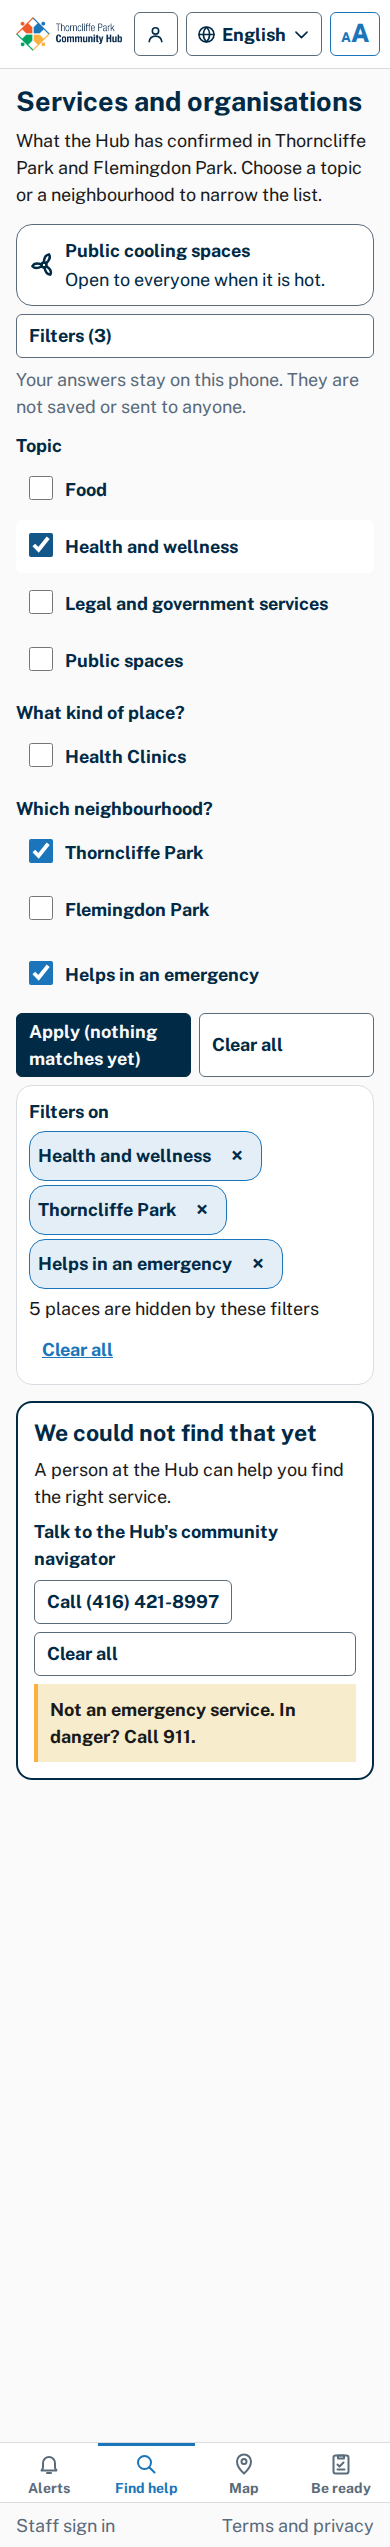 Thorncliffe Park
Community Hub
English
AA
Services and organisations
What the Hub has confirmed in Thorncliffe
Park and Flemingdon Park. Choose a topic
or a neighbourhood to narrow the list.
Public cooling spaces
Open to everyone when it is hot.
Filters (3)
Your answers stay on this phone. They are
not saved or sent to anyone.
Topic
Food
Health and wellness
Legal and government services
Public spaces
What kind of place?
Health Clinics
Which neighbourhood?
Thorncliffe Park
Flemingdon Park
Helps in an emergency
Apply (nothing
matches yet)
Clear all
Filters on
Health and wellness ×
Thorncliffe Park ×
Helps in an emergency ×
5 places are hidden by these filters
Clear all
We could not find that yet
A person at the Hub can help you find
the right service.
Talk to the Hub's community
navigator
Call (416) 421-8997
Clear all
Not an emergency service. In
danger? Call 911.
Alerts
Find help
Map
Be ready
Staff sign in
Terms and privacy